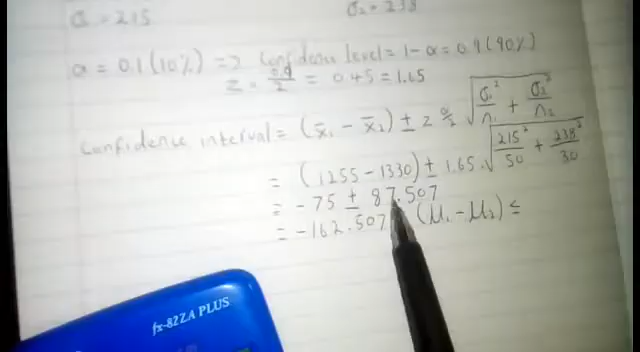 σ₁ = 215 σ₂ = 238
α = 0.1 (10%) => Confidence level = 1 - α = 0.9 (90%)
z = 0.9/2 = 0.45 = 1.65
Confidence interval = (x̄₁ - x̄₂) ± z α/2 √(σ₁²/n₁ + σ₂²/n₂)
= (1255 - 1330) ± 1.65 . √(215²/50 + 238²/30)
= -75 ± 87.507
= -162.507 (μ₁ - μ₂) ≤
fx-82ZA PLUS